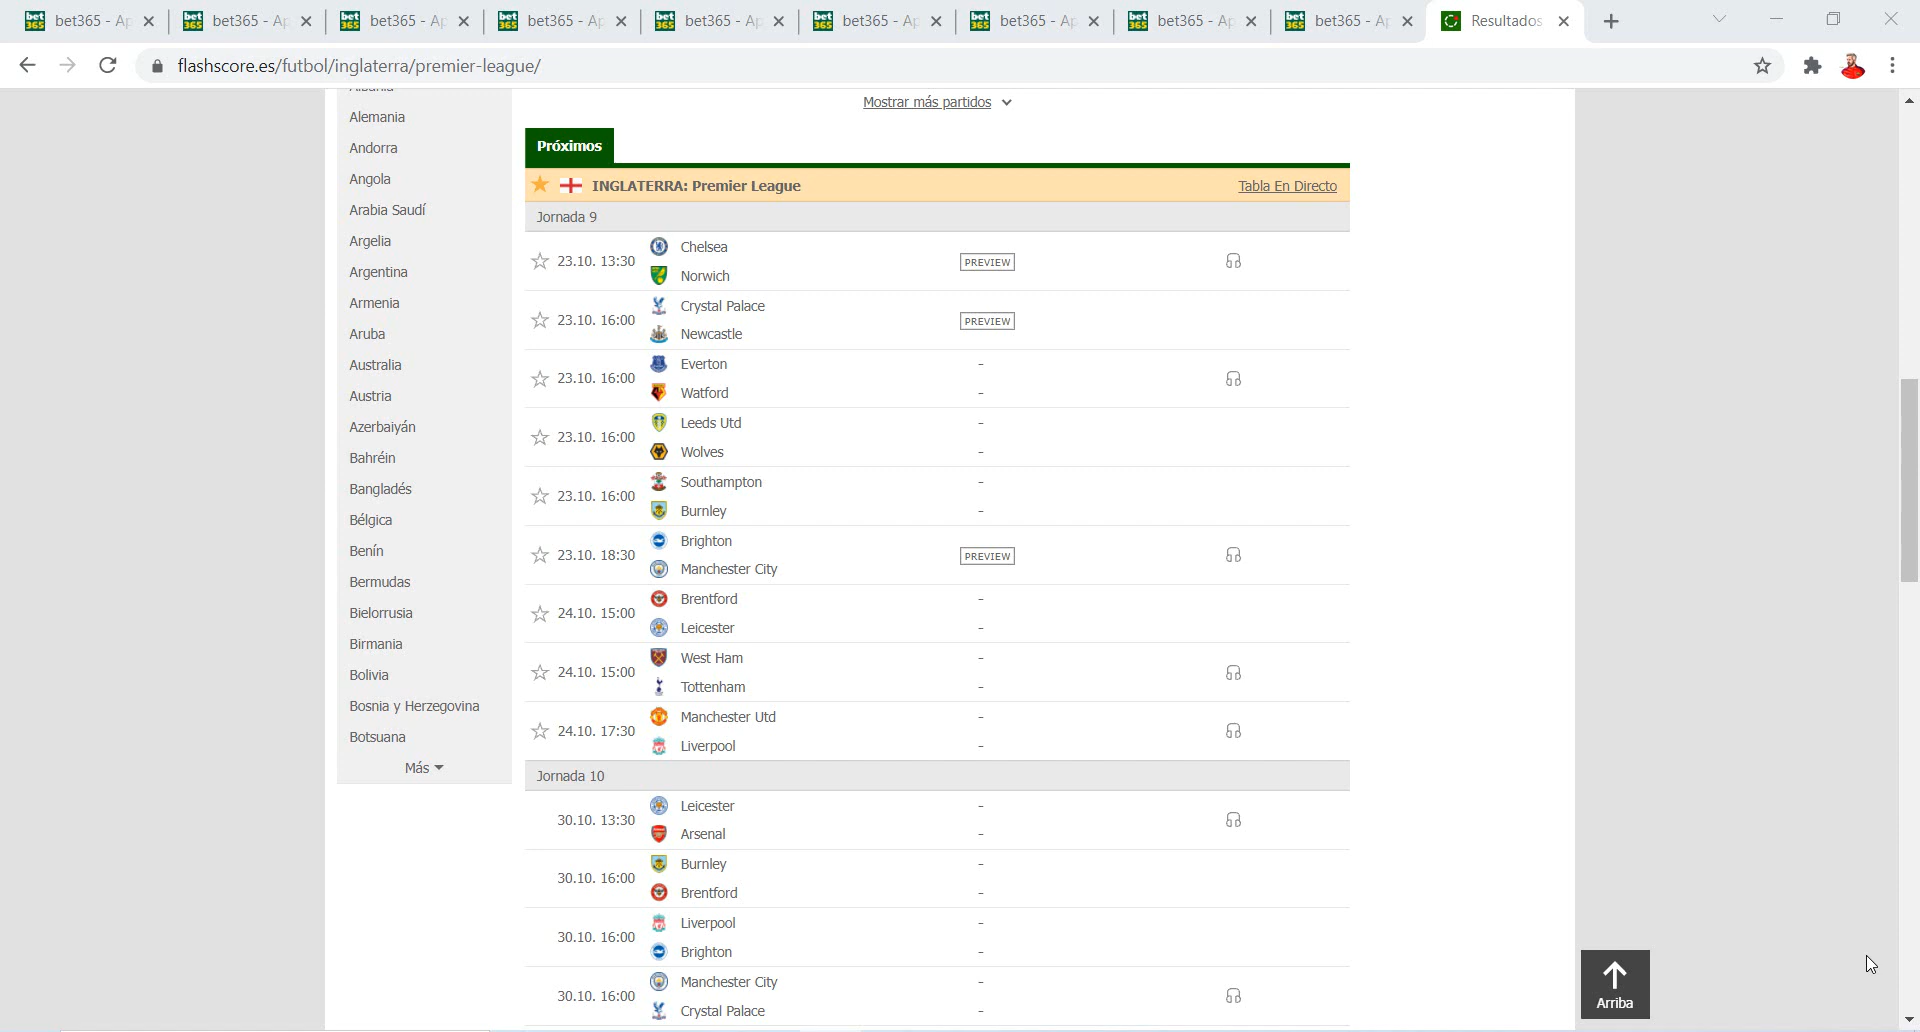 bet365 - Ap
bet365 - Ap
bet365 - Ap
bet365 - Ap
bet365 - Ap
bet365 - Ap
bet365 - Ap
bet365 - Ap
bet365 - Ap
Resultados
flashscore.es/futbol/inglaterra/premier-league/
Albania
Alemania
Andorra
Angola
Arabia Saudí
Argelia
Argentina
Armenia
Aruba
Australia
Austria
Azerbaiyán
Bahréin
Bangladés
Bélgica
Benín
Bermudas
Bielorrusia
Birmania
Bolivia
Bosnia y Herzegovina
Botsuana
Más
Mostrar más partidos
Próximos
INGLATERRA: Premier League Tabla En Directo
Jornada 9
23.10. 13:30 Chelsea
Norwich
PREVIEW
23.10. 16:00 Crystal Palace
Newcastle
PREVIEW
23.10. 16:00 Everton -
Watford -
23.10. 16:00 Leeds Utd -
Wolves -
23.10. 16:00 Southampton -
Burnley -
23.10. 18:30 Brighton
Manchester City
PREVIEW
24.10. 15:00 Brentford -
Leicester -
24.10. 15:00 West Ham -
Tottenham -
24.10. 17:30 Manchester Utd -
Liverpool -
Jornada 10
30.10. 13:30 Leicester -
Arsenal -
30.10. 16:00 Burnley -
Brentford -
30.10. 16:00 Liverpool -
Brighton -
30.10. 16:00 Manchester City -
Crystal Palace -
Arriba